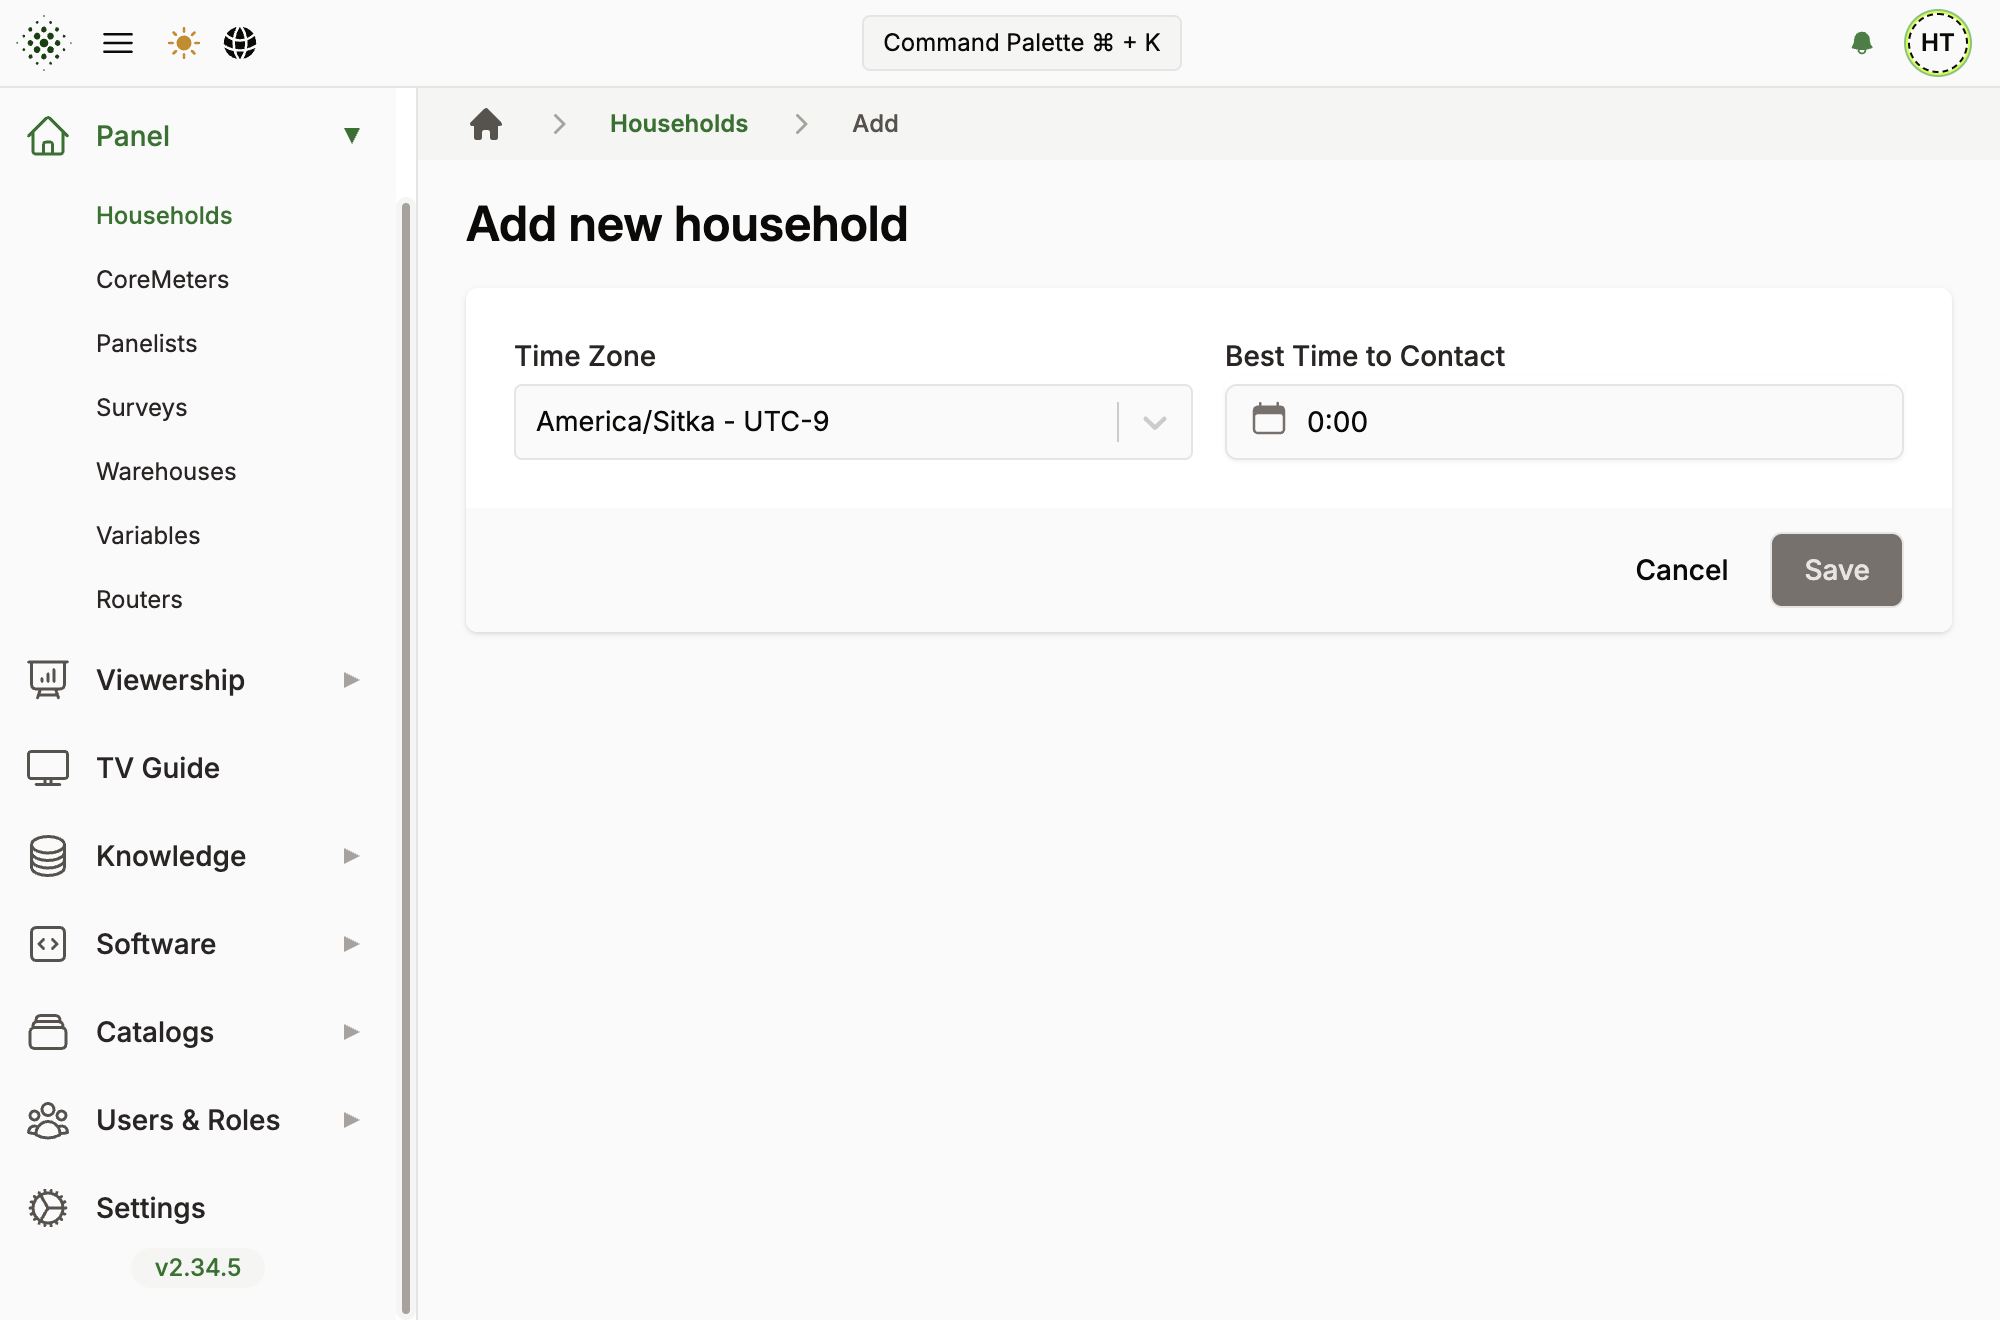 Command Palette ⌘ + K
HT
Panel
Households
CoreMeters
Panelists
Surveys
Warehouses
Variables
Routers
Viewership
TV Guide
Knowledge
Software
Catalogs
Users & Roles
Settings
v2.34.5
Households
Add
Add new household
Time Zone
America/Sitka - UTC-9
Best Time to Contact
0:00
Cancel
Save